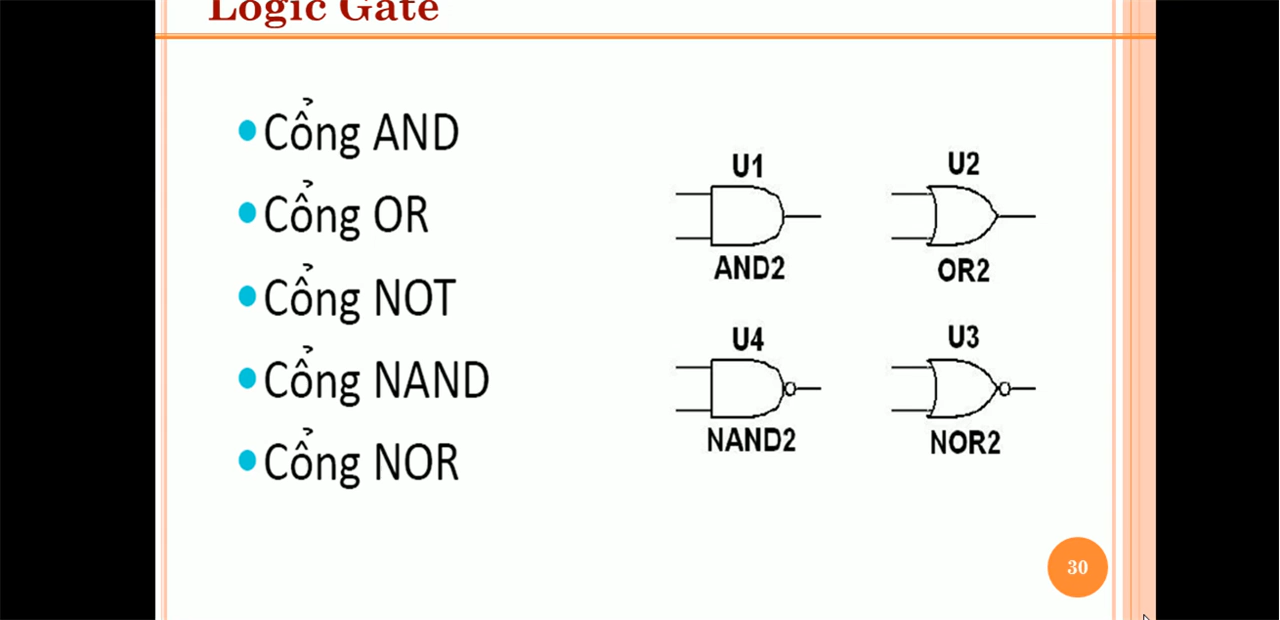 Logic Gate
Cổng AND
Cổng OR
Cổng NOT
Cổng NAND
Cổng NOR
U1
U2
AND2
OR2
U4
U3
NAND2
NOR2
30